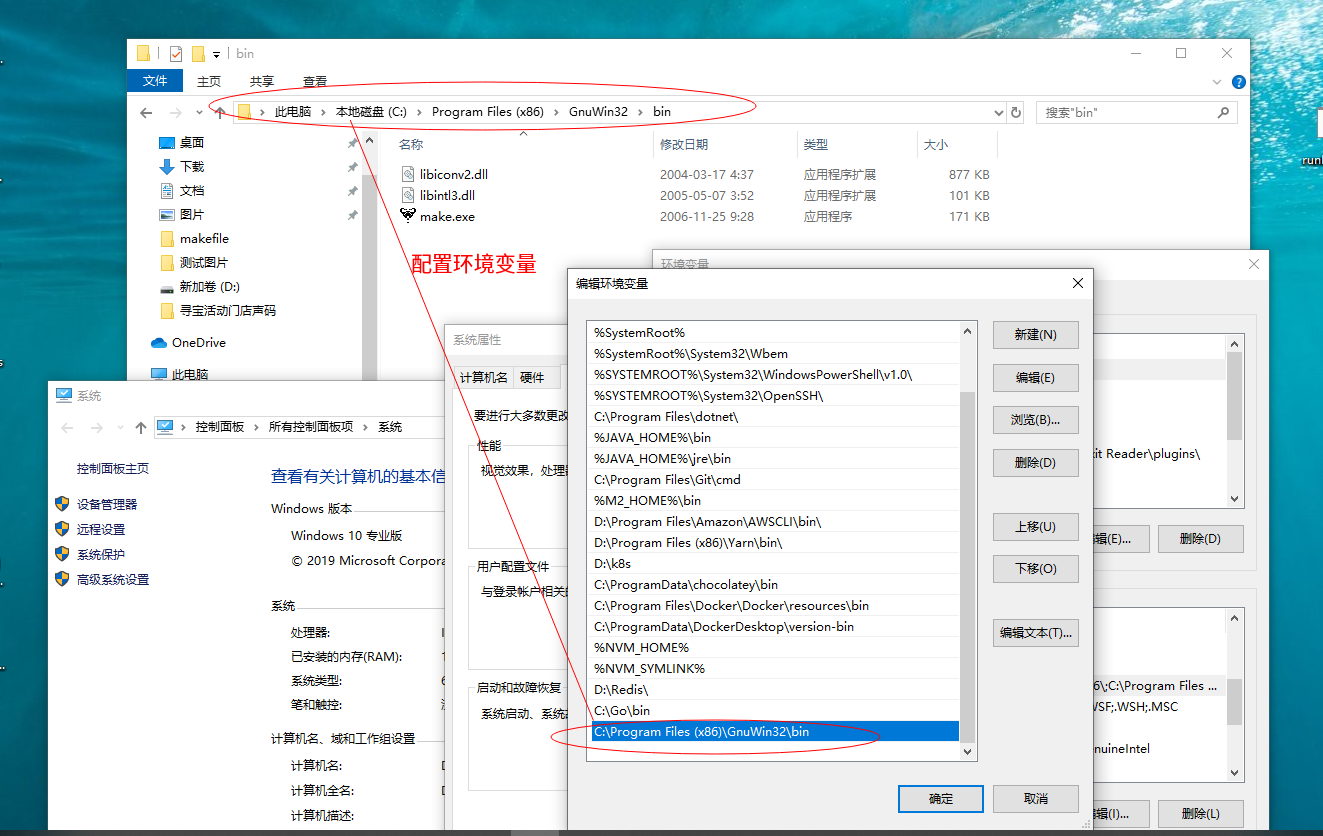 bin
文件 主页 共享 查看
此电脑 本地磁盘 (C:) Program Files (x86) GnuWin32 bin
搜索"bin"
名称 修改日期 类型 大小
libiconv2.dll 2004-03-17 4:37 应用程序扩展 877 KB
libintl3.dll 2005-05-07 3:52 应用程序扩展 101 KB
make.exe 2006-11-25 9:28 应用程序 171 KB
桌面
下载
文档
图片
makefile
测试图片
新加卷 (D:)
寻宝活动门店声码
OneDrive
此电脑
配置环境变量
环境变量
编辑环境变量
%SystemRoot%
%SystemRoot%\System32\Wbem
%SYSTEMROOT%\System32\WindowsPowerShell\v1.0\
%SYSTEMROOT%\System32\OpenSSH\
C:\Program Files\dotnet\
%JAVA_HOME%\bin
%JAVA_HOME%\jre\bin
C:\Program Files\Git\cmd
%M2_HOME%\bin
D:\Program Files\Amazon\AWSCLI\bin\
D:\Program Files (x86)\Yarn\bin\
D:\k8s
C:\ProgramData\chocolatey\bin
C:\Program Files\Docker\Docker\resources\bin
C:\ProgramData\DockerDesktop\version-bin
%NVM_HOME%
%NVM_SYMLINK%
D:\Redis\
C:\Go\bin
C:\Program Files (x86)\GnuWin32\bin
新建(N)
编辑(E)
浏览(B)...
删除(D)
上移(U)
下移(O)
编辑文本(T)...
确定
取消
it Reader\plugins\
辑(E)...
删除(D)
6\;C:\Program Files ...
WSF;.WSH;.MSC
nuineIntel
辑(I)...
删除(L)
系统属性
计算机名 硬件
要进行大多数更改
性能
视觉效果，处理
用户配置文件
与登录帐户相关的
启动和故障恢复
系统启动、系统
系统
控制面板 所有控制面板项 系统
控制面板主页
设备管理器
远程设置
系统保护
高级系统设置
查看有关计算机的基本信
Windows 版本
Windows 10 专业版
© 2019 Microsoft Corpora
系统
处理器:
已安装的内存(RAM):
系统类型:
笔和触控:
计算机名、域和工作组设置
计算机名:
计算机全名:
计算机描述: